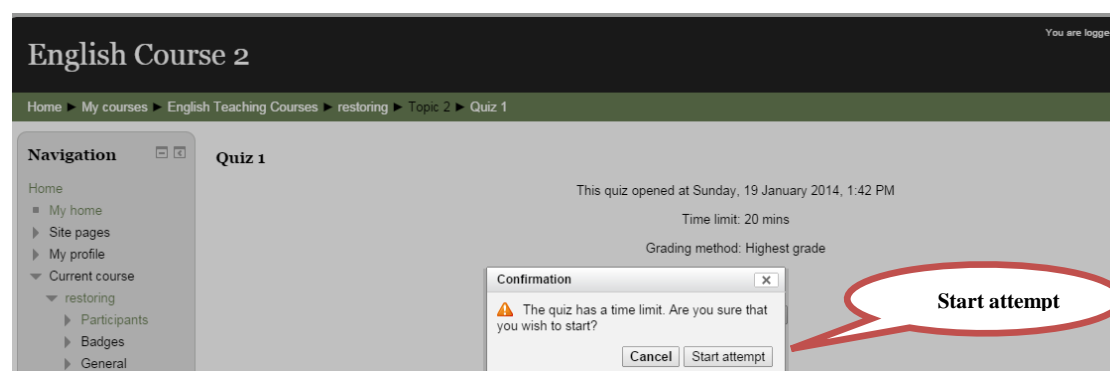 You are logge
English Course 2
Home ► My courses ► English Teaching Courses ► restoring ► Topic 2 ► Quiz 1
Navigation
Home
My home
Site pages
My profile
Current course
restoring
Participants
Badges
General
Quiz 1
This quiz opened at Sunday, 19 January 2014, 1:42 PM
Time limit: 20 mins
Grading method: Highest grade
Confirmation
The quiz has a time limit. Are you sure that
you wish to start?
Cancel Start attempt
Start attempt